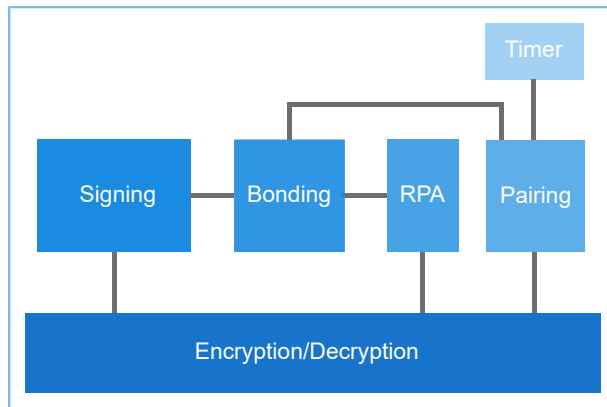 Timer
Signing
Bonding
RPA
Pairing
Encryption/Decryption